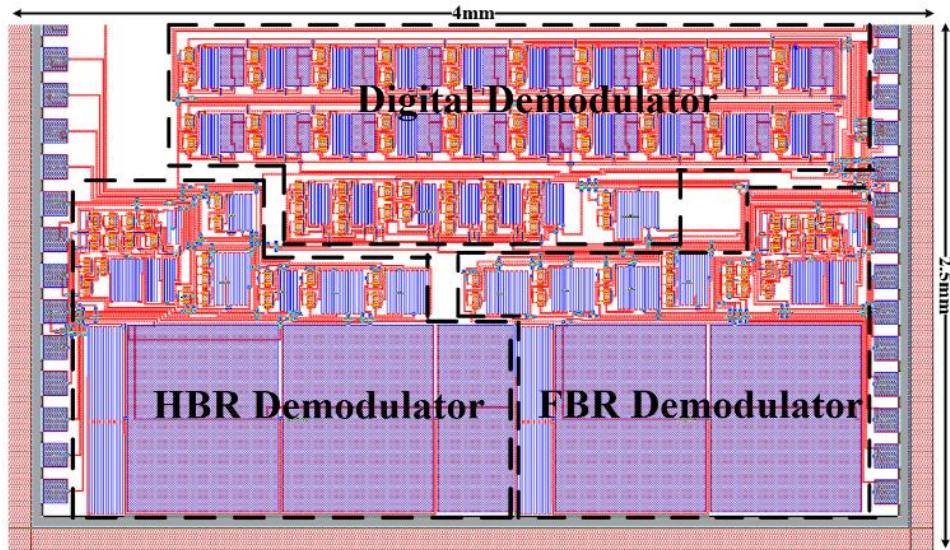 4mm
Digital Demodulator
2.5mm
HBR Demodulator
FBR Demodulator